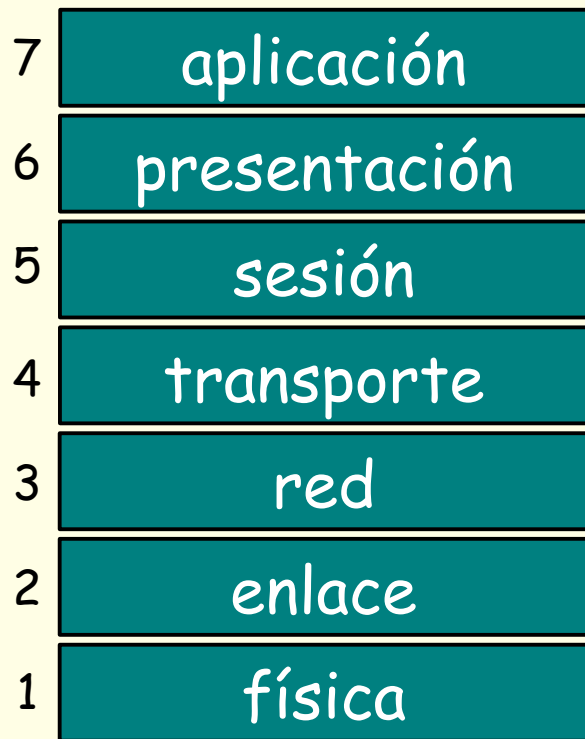 7 aplicación
6 presentación
5 sesión
4 transporte
3 red
2 enlace
1 física